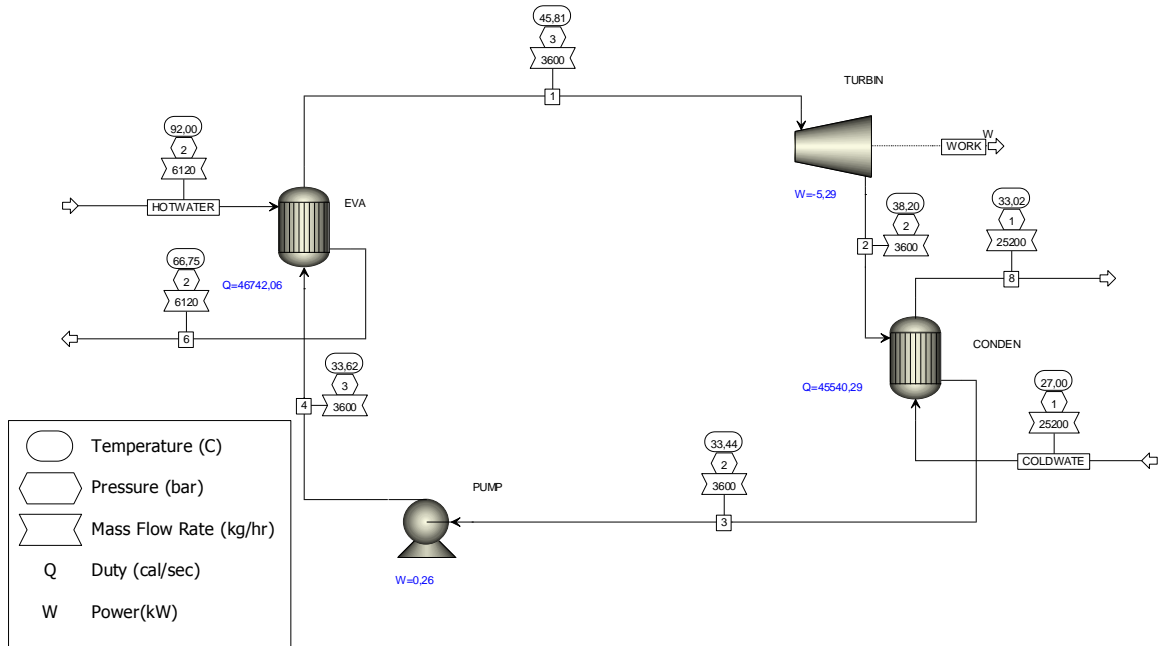 45,81
3
3600
1
TURBIN
92,00
2
6120
HOTWATER
EVA
W
WORK
W=-5,29
38,20
2
3600
2
33,02
1
25200
8
66,75
2
6120
6
Q=46742,06
CONDEN
Q=45540,29
33,62
3
3600
4
27,00
1
25200
COLDWATE
33,44
2
3600
3
PUMP
W=0,26
Temperature (C)
Pressure (bar)
Mass Flow Rate (kg/hr)
Q Duty (cal/sec)
W Power(kW)